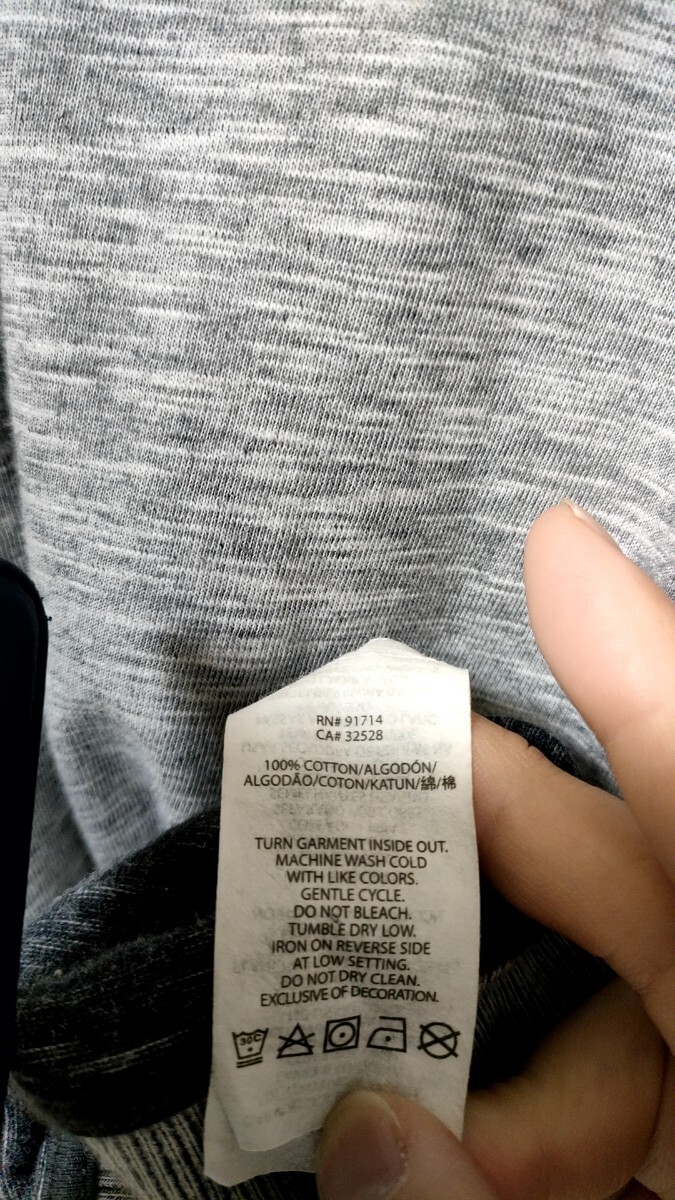 RN# 91714
CA# 32528
100% COTTON/ALGODÓN/
ALGODÃO/COTON/KATUN/綿/棉
TURN GARMENT INSIDE OUT.
MACHINE WASH COLD
WITH LIKE COLORS.
GENTLE CYCLE.
DO NOT BLEACH.
TUMBLE DRY LOW.
IRON ON REVERSE SIDE
AT LOW SETTING.
DO NOT DRY CLEAN.
EXCLUSIVE OF DECORATION.
30C